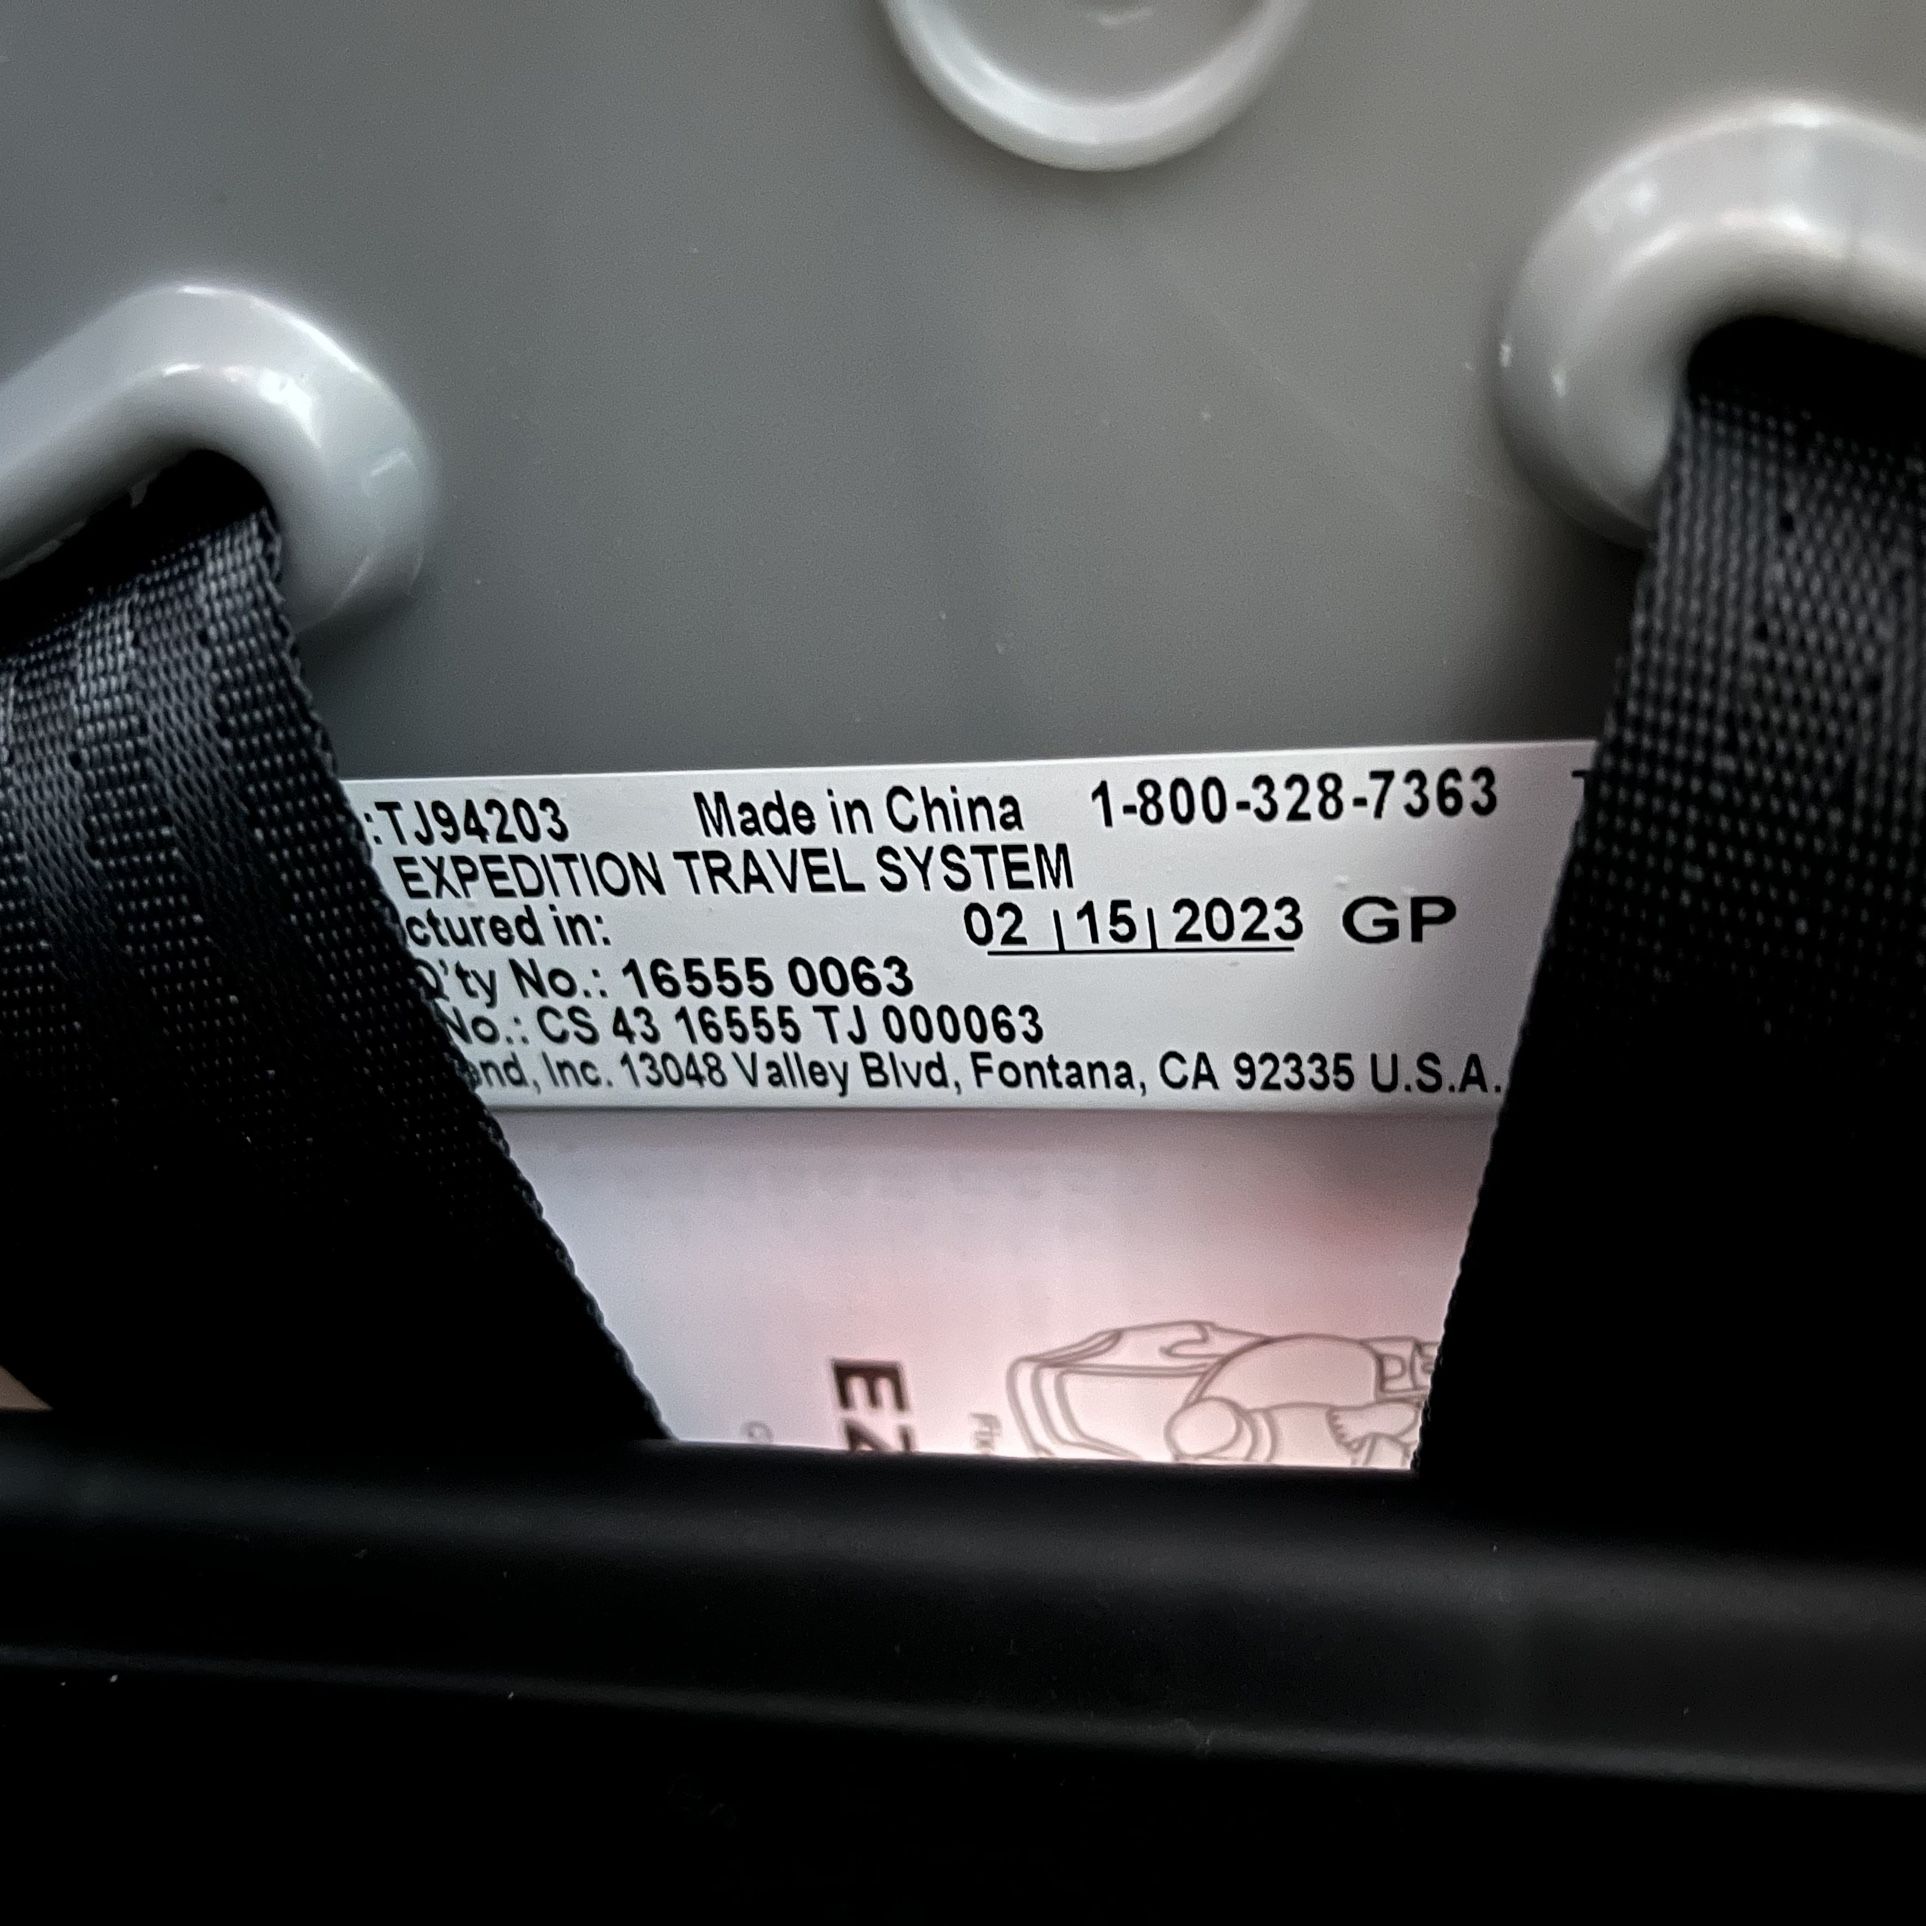 :TJ94203 Made in China 1-800-328-7363
EXPEDITION TRAVEL SYSTEM
ctured in: 02 | 15 | 2023 GP
Q'ty No.: 16555 0063
No.: CS 43 16555 TJ 000063
end, Inc. 13048 Valley Blvd, Fontana, CA 92335 U.S.A.